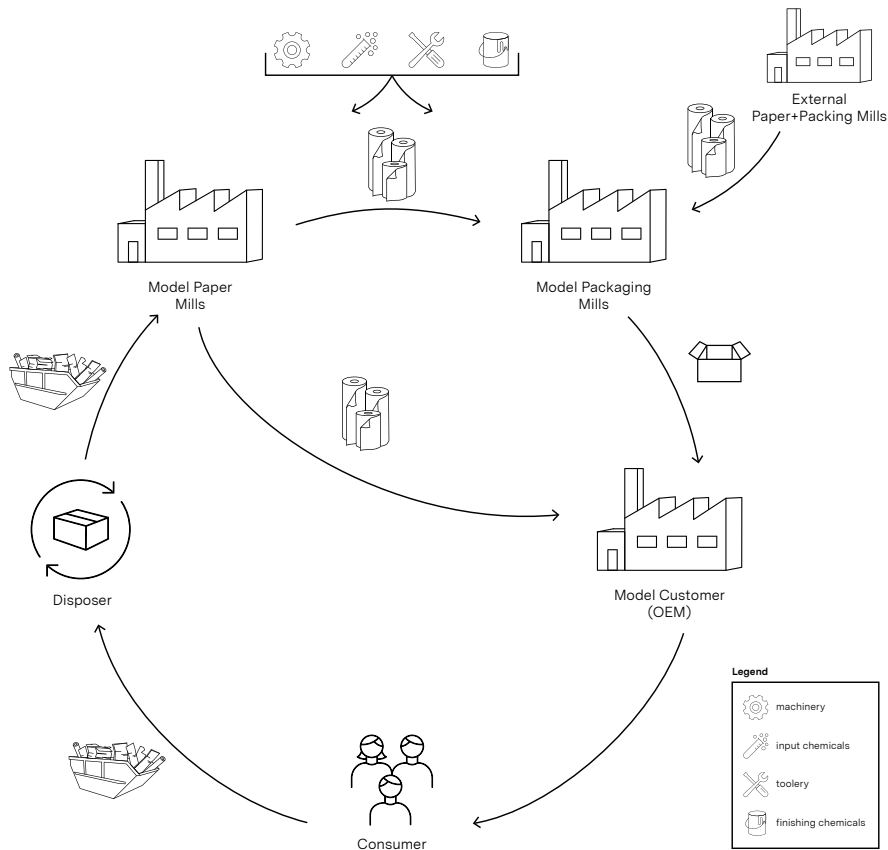 External
Paper+Packing Mills
Model Paper
Mills
Model Packaging
Mills
Disposer
Model Customer
(OEM)
Consumer
Legend
machinery
input chemicals
toolery
finishing chemicals